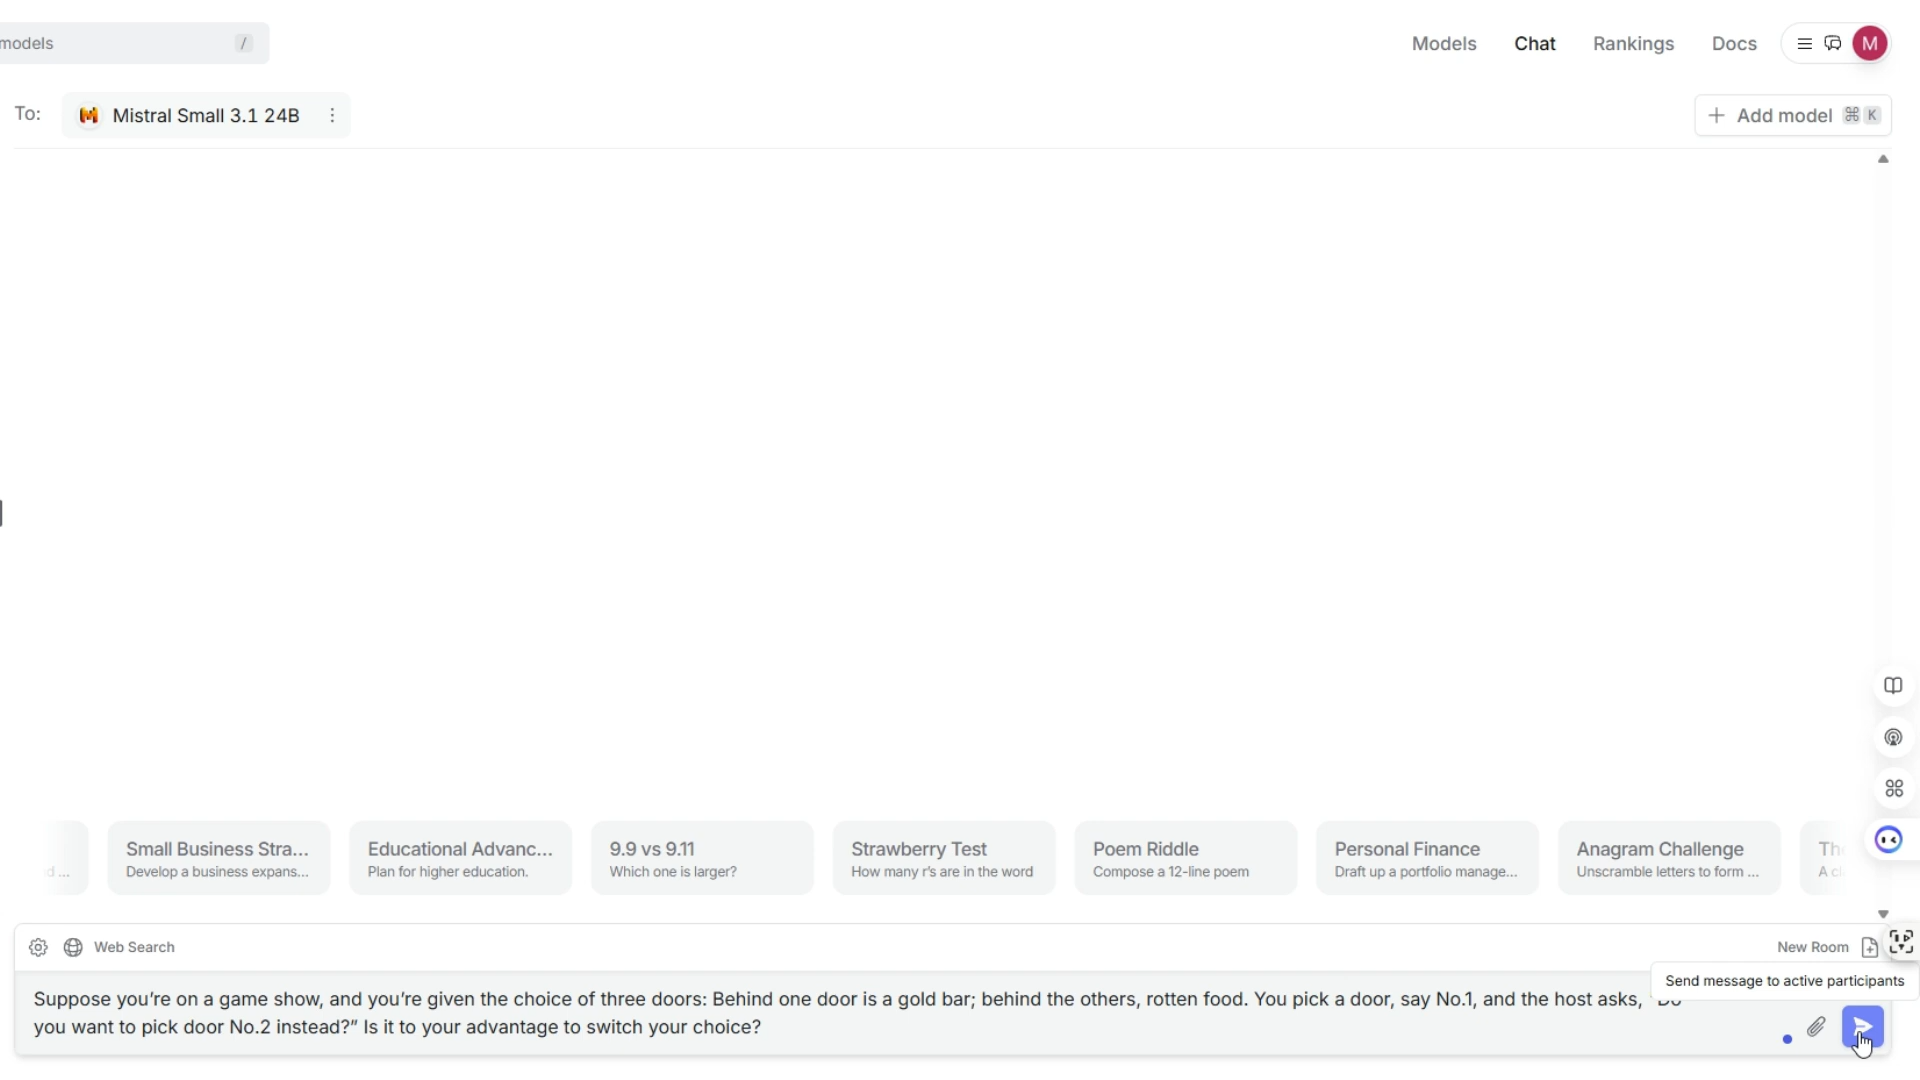 models /
Models Chat Rankings Docs M
To: Mistral Small 3.1 24B
Add model ⌘ K
Small Business Stra...
Develop a business expans...
Educational Advanc...
Plan for higher education.
9.9 vs 9.11
Which one is larger?
Strawberry Test
How many r's are in the word
Poem Riddle
Compose a 12-line poem
Personal Finance
Draft up a portfolio manage...
Anagram Challenge
Unscramble letters to form ...
Web Search
New Room
Send message to active participants
Suppose you're on a game show, and you're given the choice of three doors: Behind one door is a gold bar; behind the others, rotten food. You pick a door, say No.1, and the host asks, "Do
you want to pick door No.2 instead?" Is it to your advantage to switch your choice?